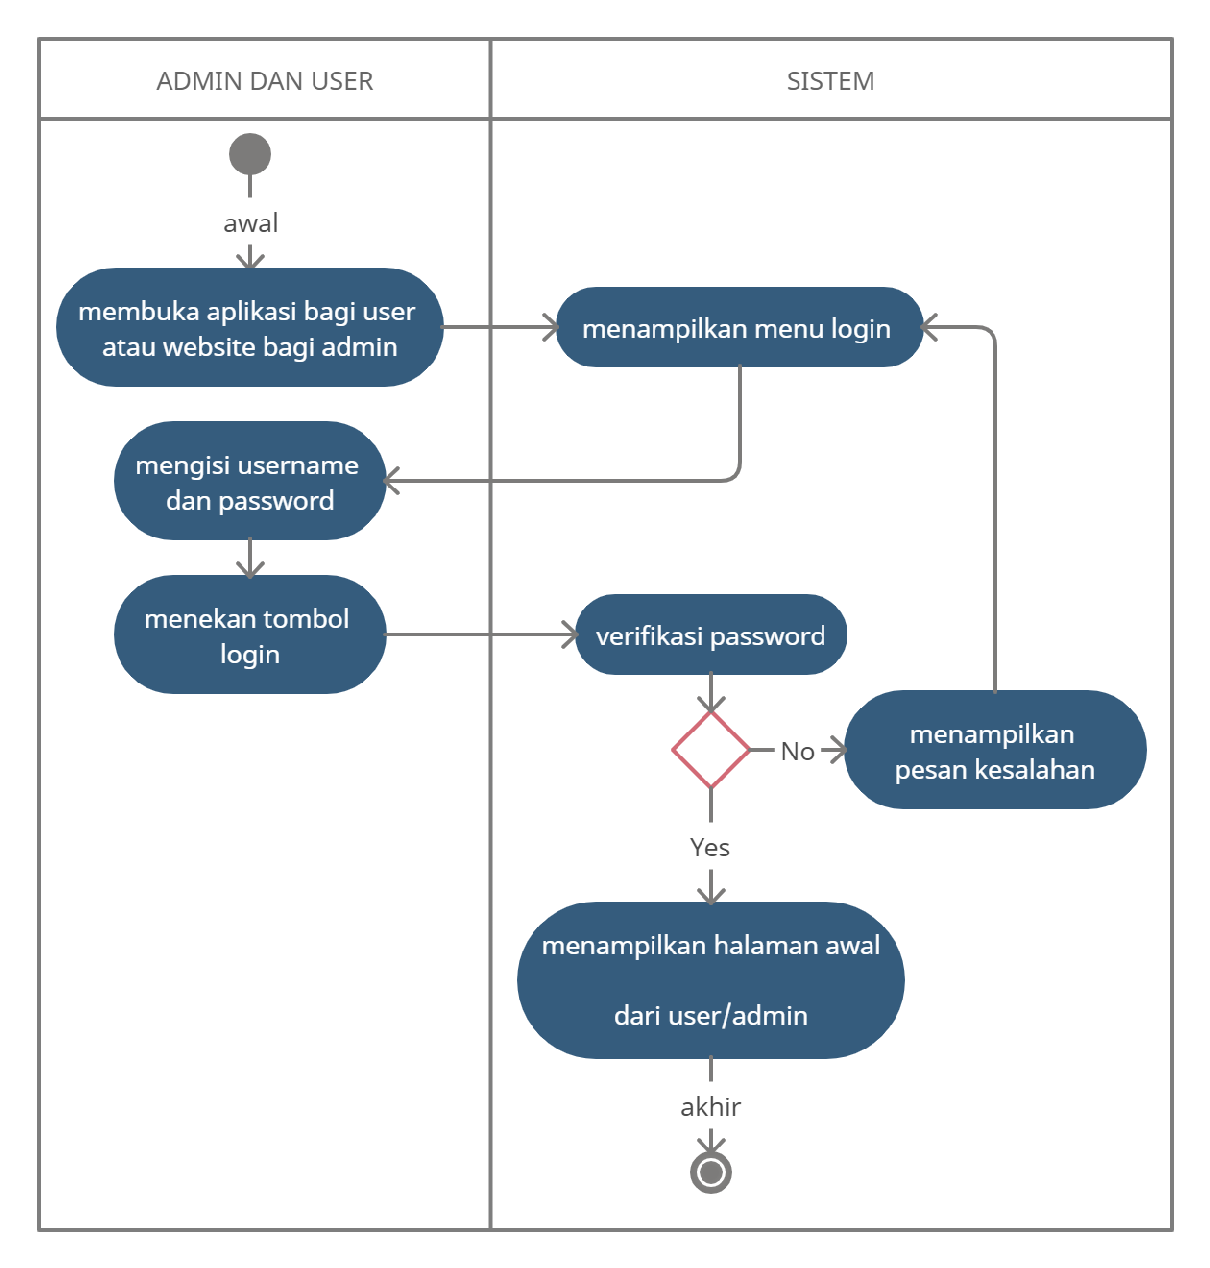 ADMIN DAN USER
SISTEM
awal
membuka aplikasi bagi user
atau website bagi admin
menampilkan menu login
mengisi username
dan password
menekan tombol
login
verifikasi password
No
menampilkan
pesan kesalahan
Yes
menampilkan halaman awal
dari user/admin
akhir